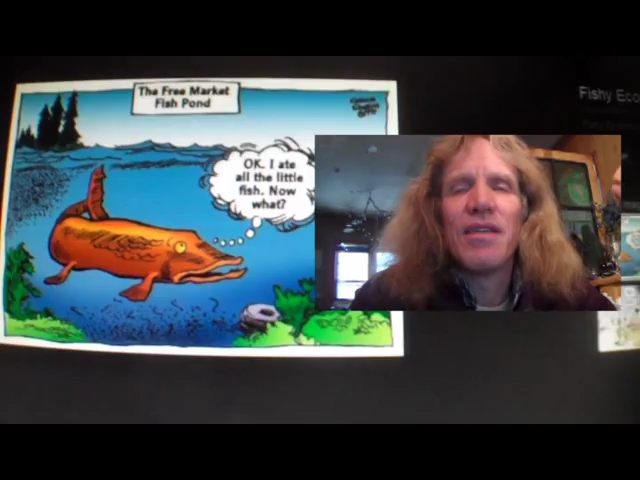 The Free Market
Fish Pond
OK. I ate
all the little
fish. Now
what?
Fishy Eco